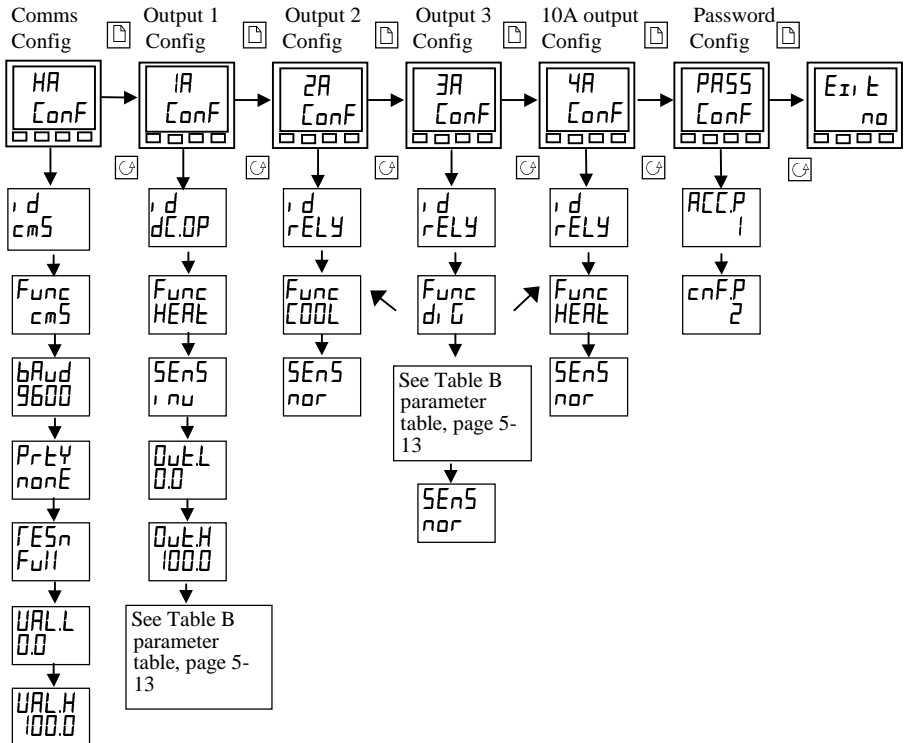 Comms
Config
Output 1
Config
Output 2
Config
Output 3
Config
10A output
Config
Password
Config
HA
ConF
1A
ConF
2A
ConF
3A
ConF
4A
ConF
PASS
ConF
Exit
no
id
cmS
Func
cmS
bAud
9600
PrtY
nonE
rESn
Full
VAL.L
0.0
VAL.H
100.0
id
dC.OP
Func
HEAt
SEnS
inv
Out.L
0.0
Out.H
100.0
See Table B
parameter
table, page 5-
13
id
rELY
Func
COOL
SEnS
nor
id
rELY
Func
diG
See Table B
parameter
table, page 5-
13
SEnS
nor
id
rELY
Func
HEAt
SEnS
nor
ACC.P
1
cnF.P
2